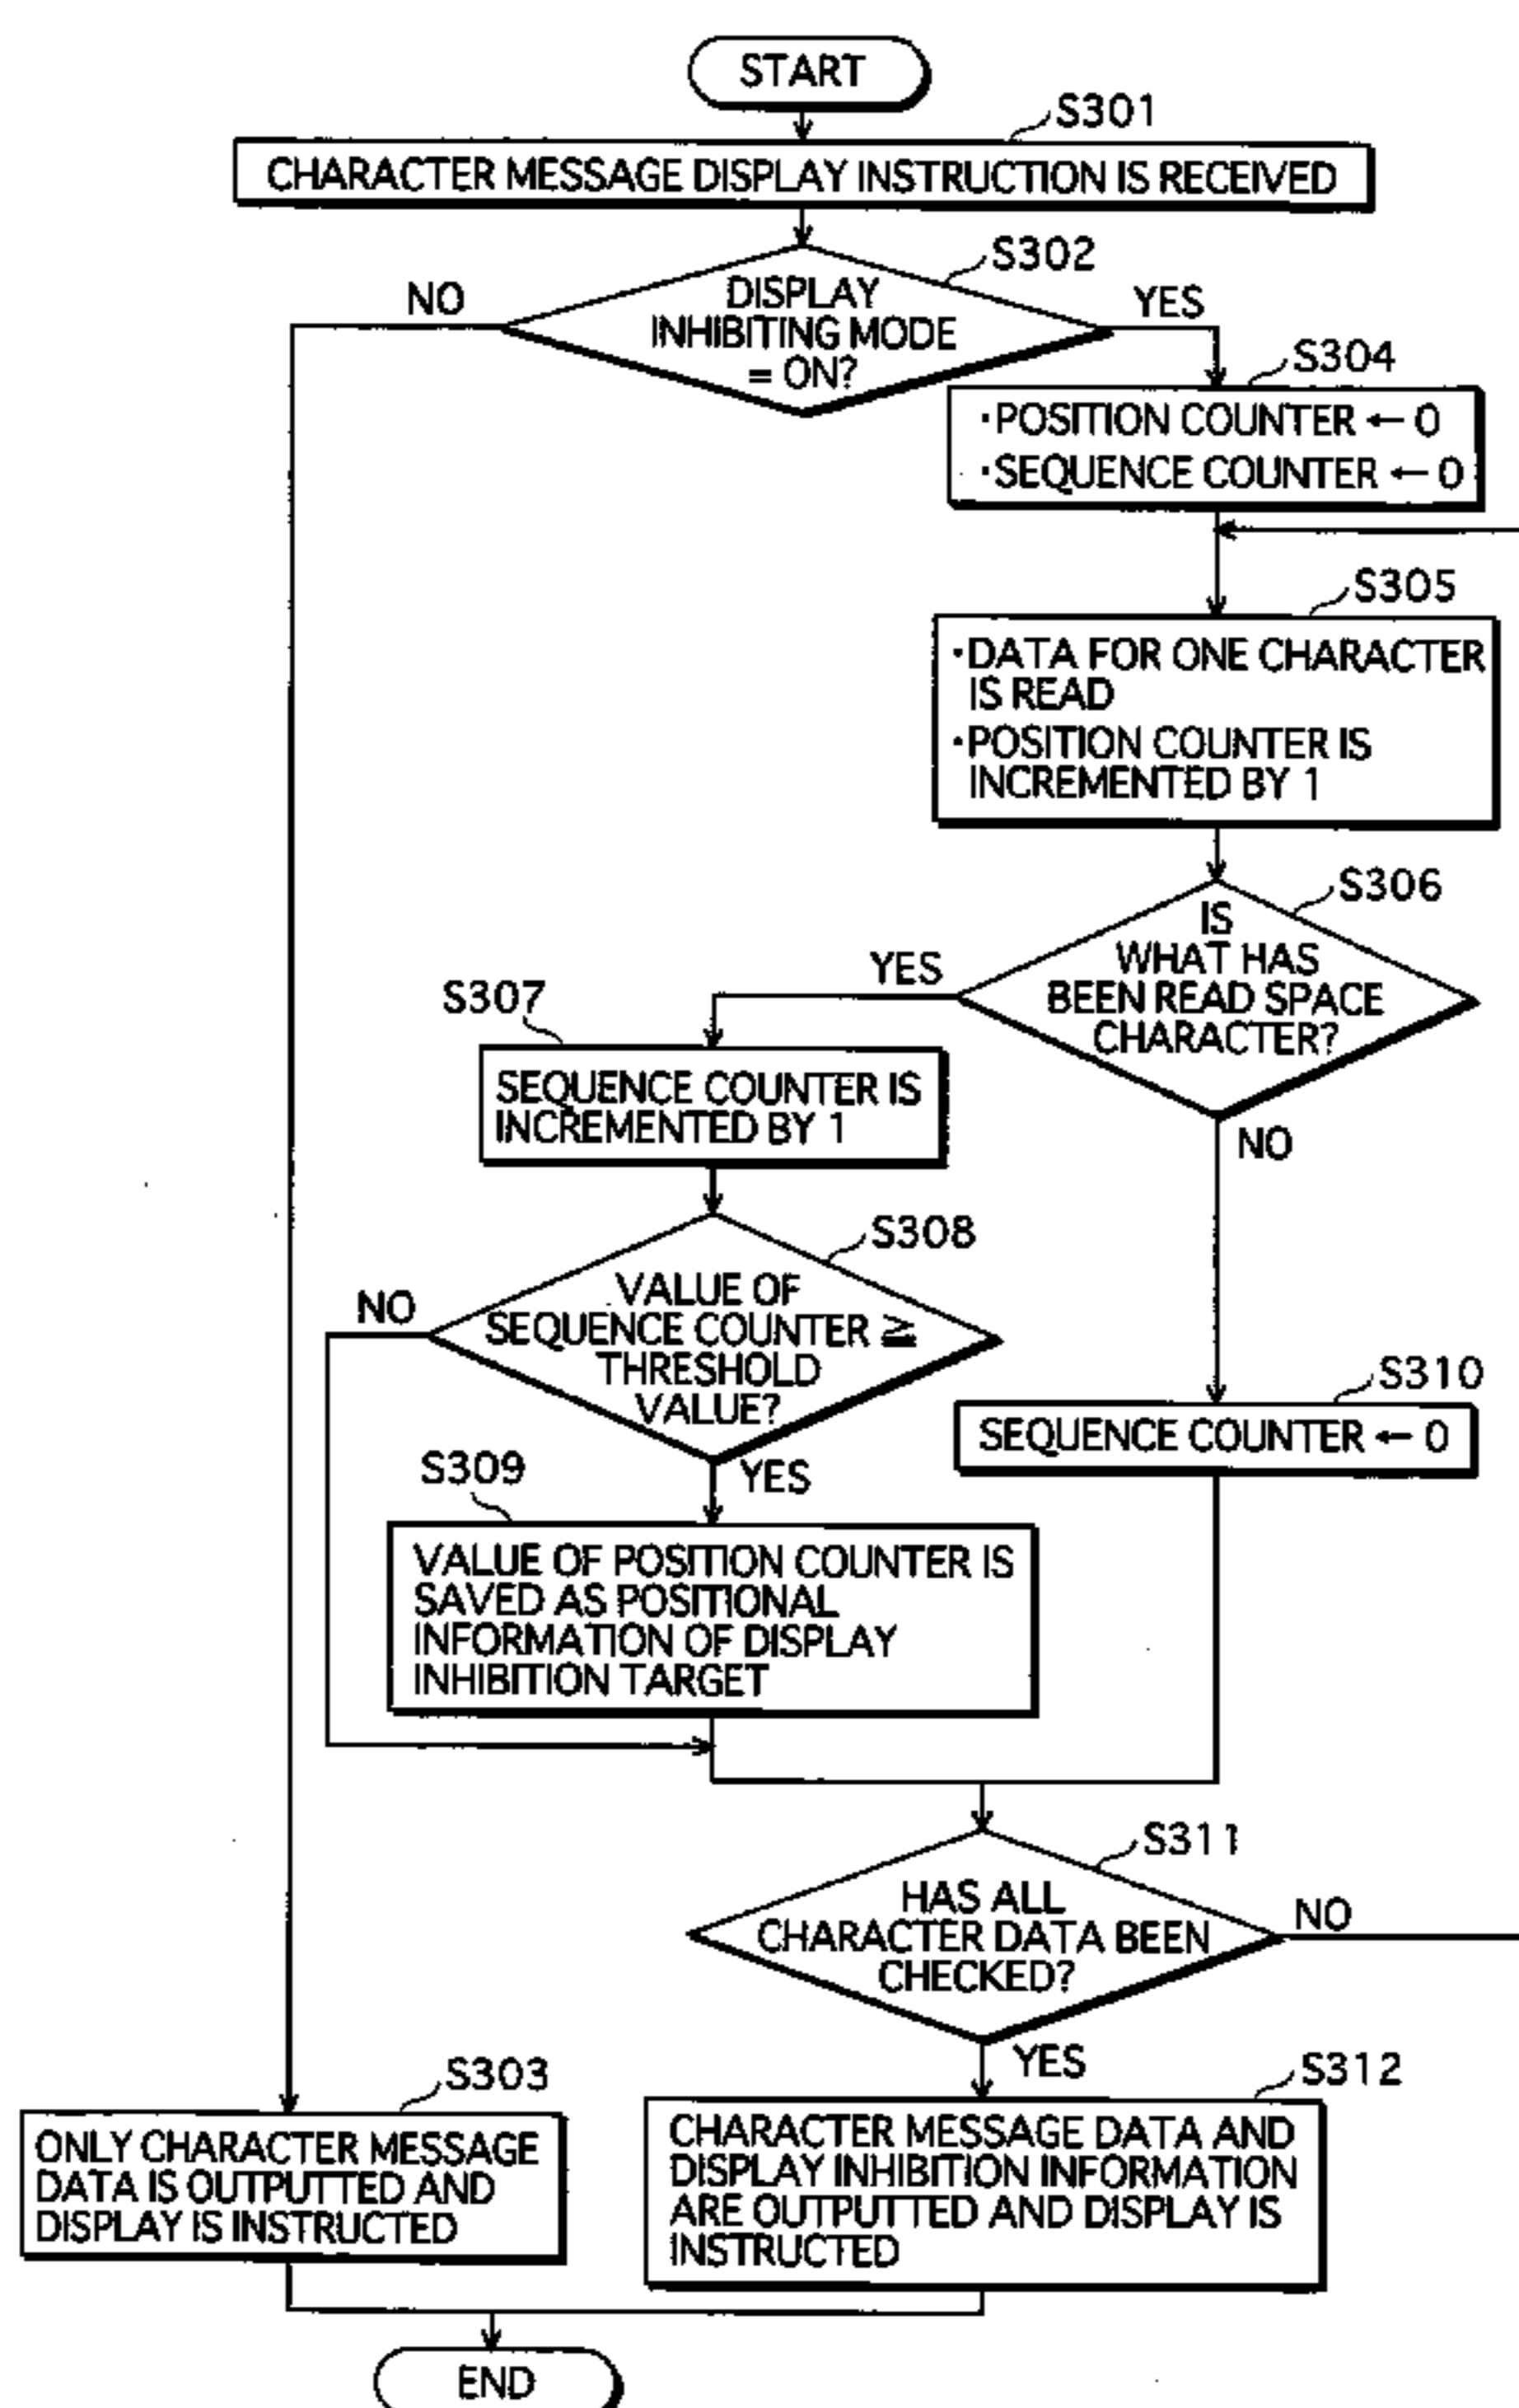 START
S301
CHARACTER MESSAGE DISPLAY INSTRUCTION IS RECEIVED
S302
DISPLAY
INHIBITING MODE
= ON?
NO
YES
S304
・POSITION COUNTER ← 0
・SEQUENCE COUNTER ← 0
S305
・DATA FOR ONE CHARACTER
IS READ
・POSITION COUNTER IS
INCREMENTED BY 1
S306
IS
WHAT HAS
BEEN READ SPACE
CHARACTER?
YES
NO
S307
SEQUENCE COUNTER IS
INCREMENTED BY 1
S308
VALUE OF
SEQUENCE COUNTER ≧
THRESHOLD
VALUE?
NO
YES
S310
SEQUENCE COUNTER ← 0
S309
VALUE OF POSITION COUNTER IS
SAVED AS POSITIONAL
INFORMATION OF DISPLAY
INHIBITION TARGET
S311
HAS ALL
CHARACTER DATA BEEN
CHECKED?
NO
YES
S303
ONLY CHARACTER MESSAGE
DATA IS OUTPUTTED AND
DISPLAY IS INSTRUCTED
S312
CHARACTER MESSAGE DATA AND
DISPLAY INHIBITION INFORMATION
ARE OUTPUTTED AND DISPLAY IS
INSTRUCTED
END